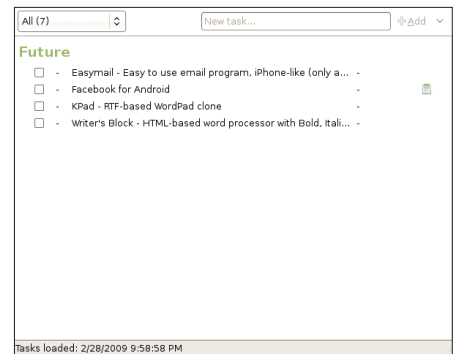 All (7) New task... Add
Future
- Easymail - Easy to use email program, iPhone-like (only a... -
- Facebook for Android -
- KPad - RTF-based WordPad clone -
- Writer's Block - HTML-based word processor with Bold, Itali... -
Tasks loaded: 2/28/2009 9:58:58 PM